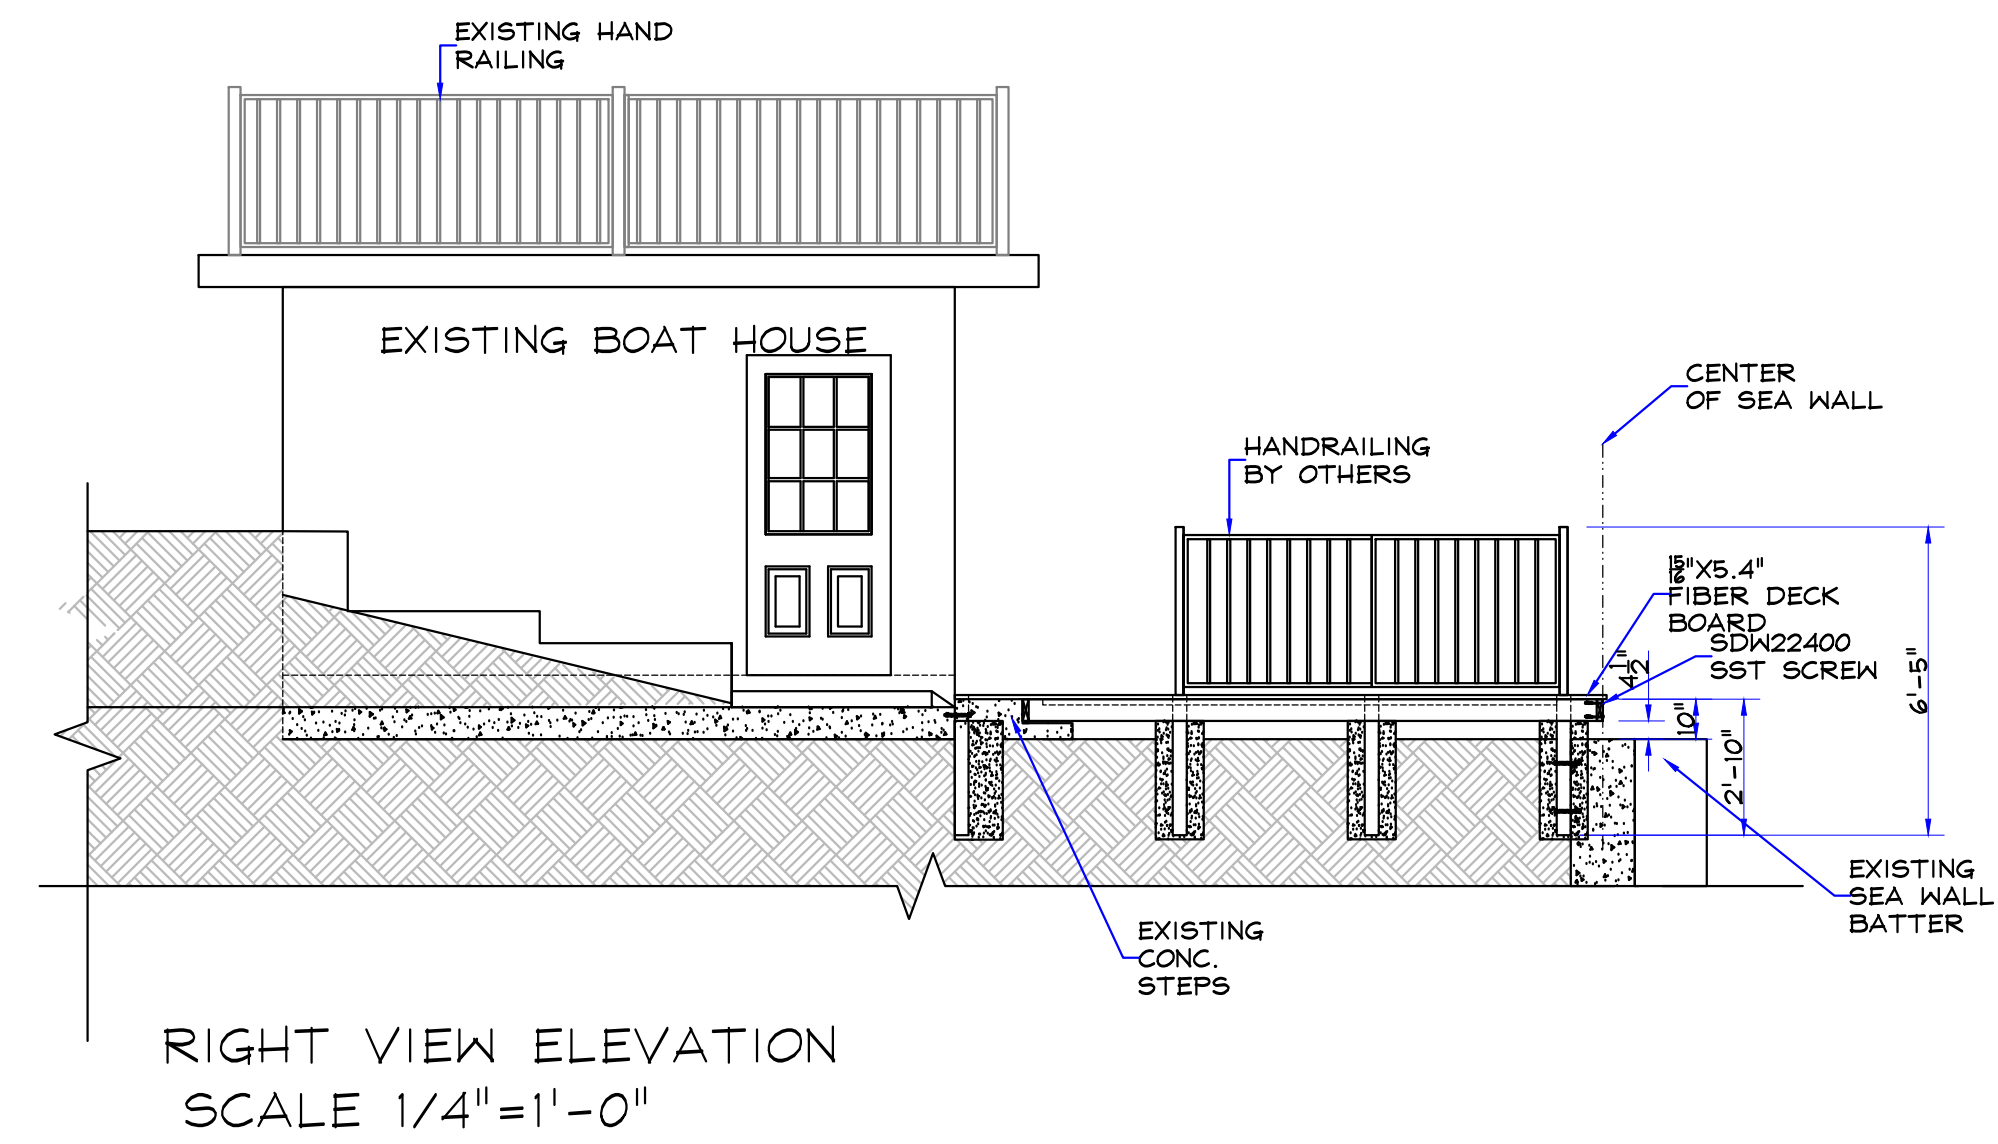 EXISTING HAND
RAILING
EXISTING BOAT HOUSE
CENTER
OF SEA WALL
HANDRAILING
BY OTHERS
15/16"X5.4"
FIBER DECK
BOARD
SDW22400
SST SCREW
4 1/2"
10"
2'-10"
6'-5"
EXISTING
SEA WALL
BATTER
EXISTING
CONC.
STEPS
RIGHT VIEW ELEVATION
SCALE 1/4"=1'-0"